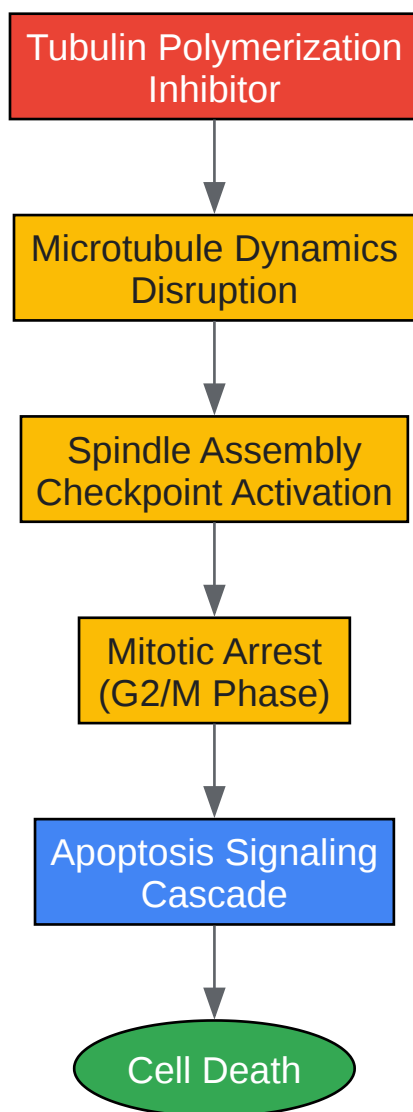 Tubulin Polymerization
Inhibitor
Microtubule Dynamics
Disruption
Spindle Assembly
Checkpoint Activation
Mitotic Arrest
(G2/M Phase)
Apoptosis Signaling
Cascade
Cell Death